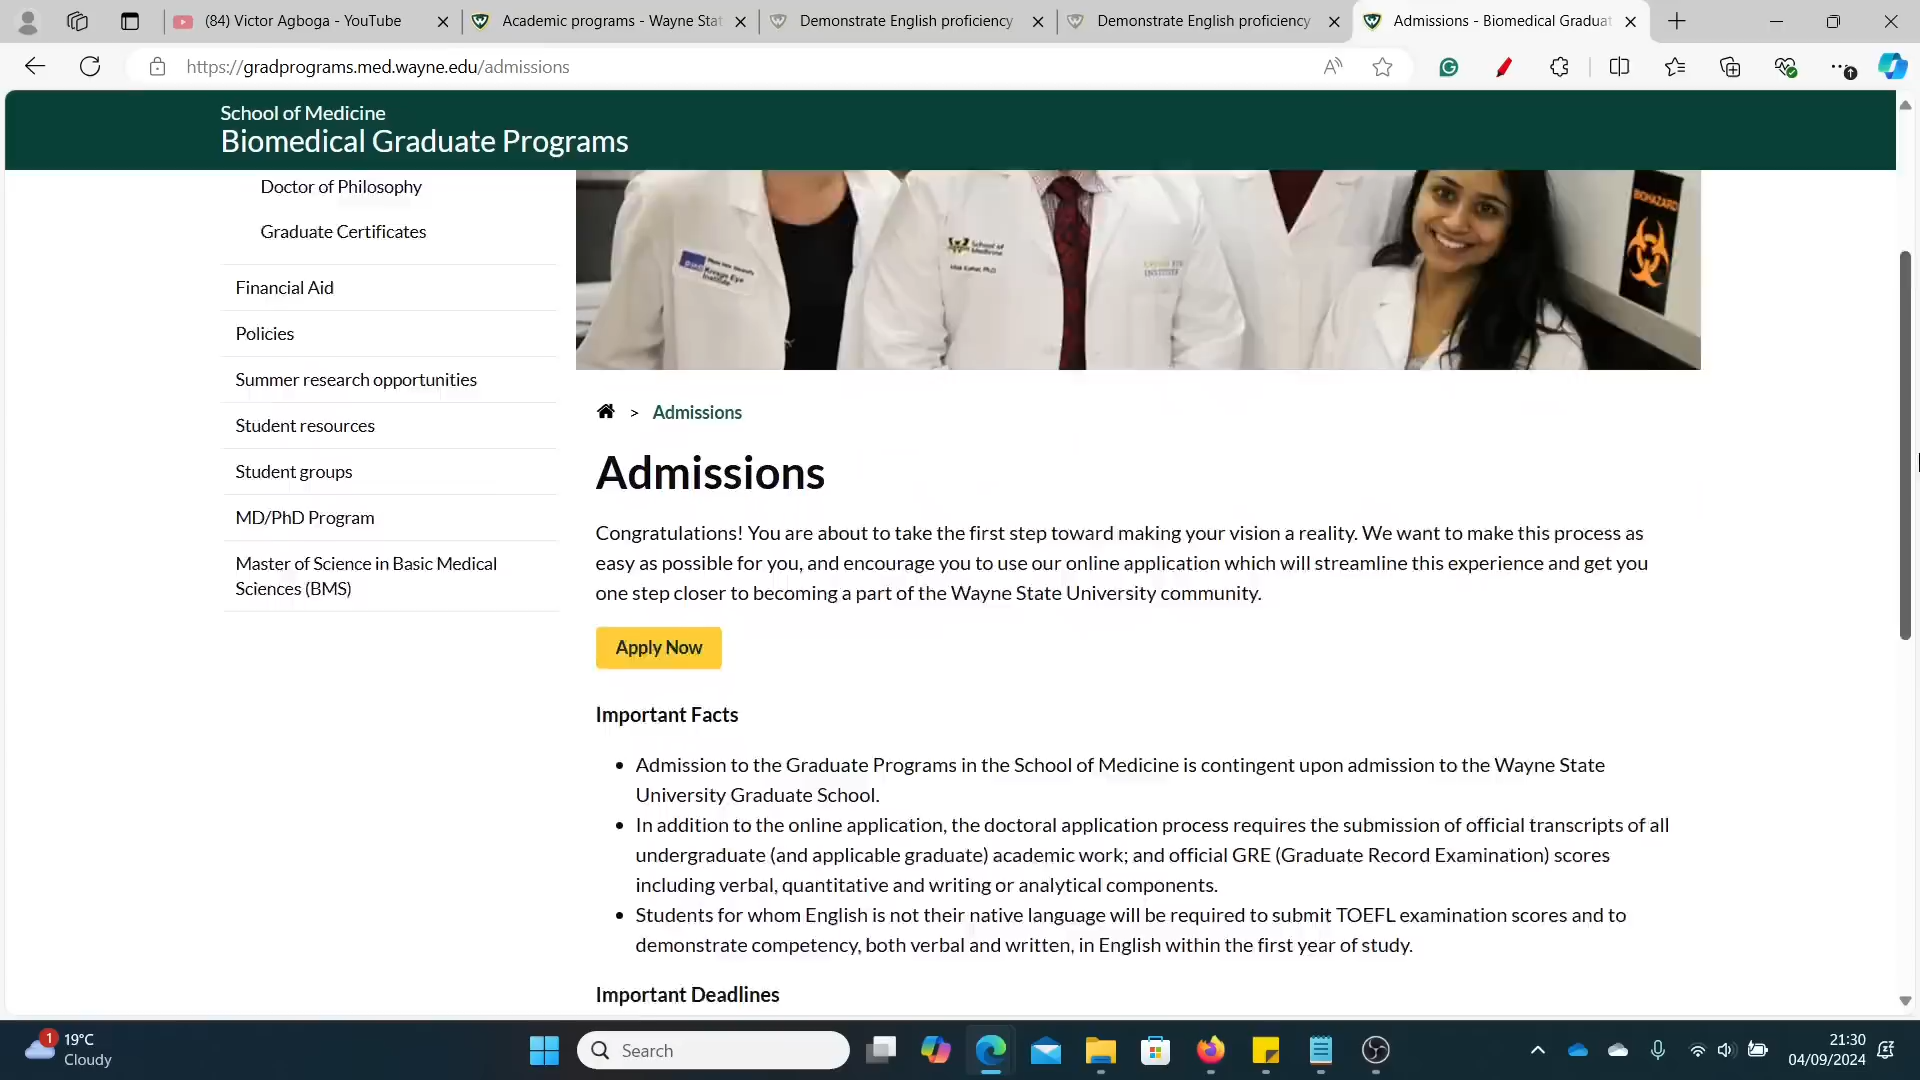 (84) Victor Agboga - YouTube
Academic programs - Wayne Stat
Demonstrate English proficiency
Demonstrate English proficiency
Admissions - Biomedical Graduat
https://gradprograms.med.wayne.edu/admissions
School of Medicine
Biomedical Graduate Programs
Doctor of Philosophy
Graduate Certificates
Financial Aid
Policies
Summer research opportunities
Student resources
Student groups
MD/PhD Program
Master of Science in Basic Medical
Sciences (BMS)
BIOHAZARD
School of
Medicine
Kresge Eye
Institute
> Admissions
Admissions
Congratulations! You are about to take the first step toward making your vision a reality. We want to make this process as
easy as possible for you, and encourage you to use our online application which will streamline this experience and get you
one step closer to becoming a part of the Wayne State University community.
Apply Now
Important Facts
• Admission to the Graduate Programs in the School of Medicine is contingent upon admission to the Wayne State
University Graduate School.
• In addition to the online application, the doctoral application process requires the submission of official transcripts of all
undergraduate (and applicable graduate) academic work; and official GRE (Graduate Record Examination) scores
including verbal, quantitative and writing or analytical components.
• Students for whom English is not their native language will be required to submit TOEFL examination scores and to
demonstrate competency, both verbal and written, in English within the first year of study.
Important Deadlines
1
19°C
Cloudy
Search
21:30
04/09/2024